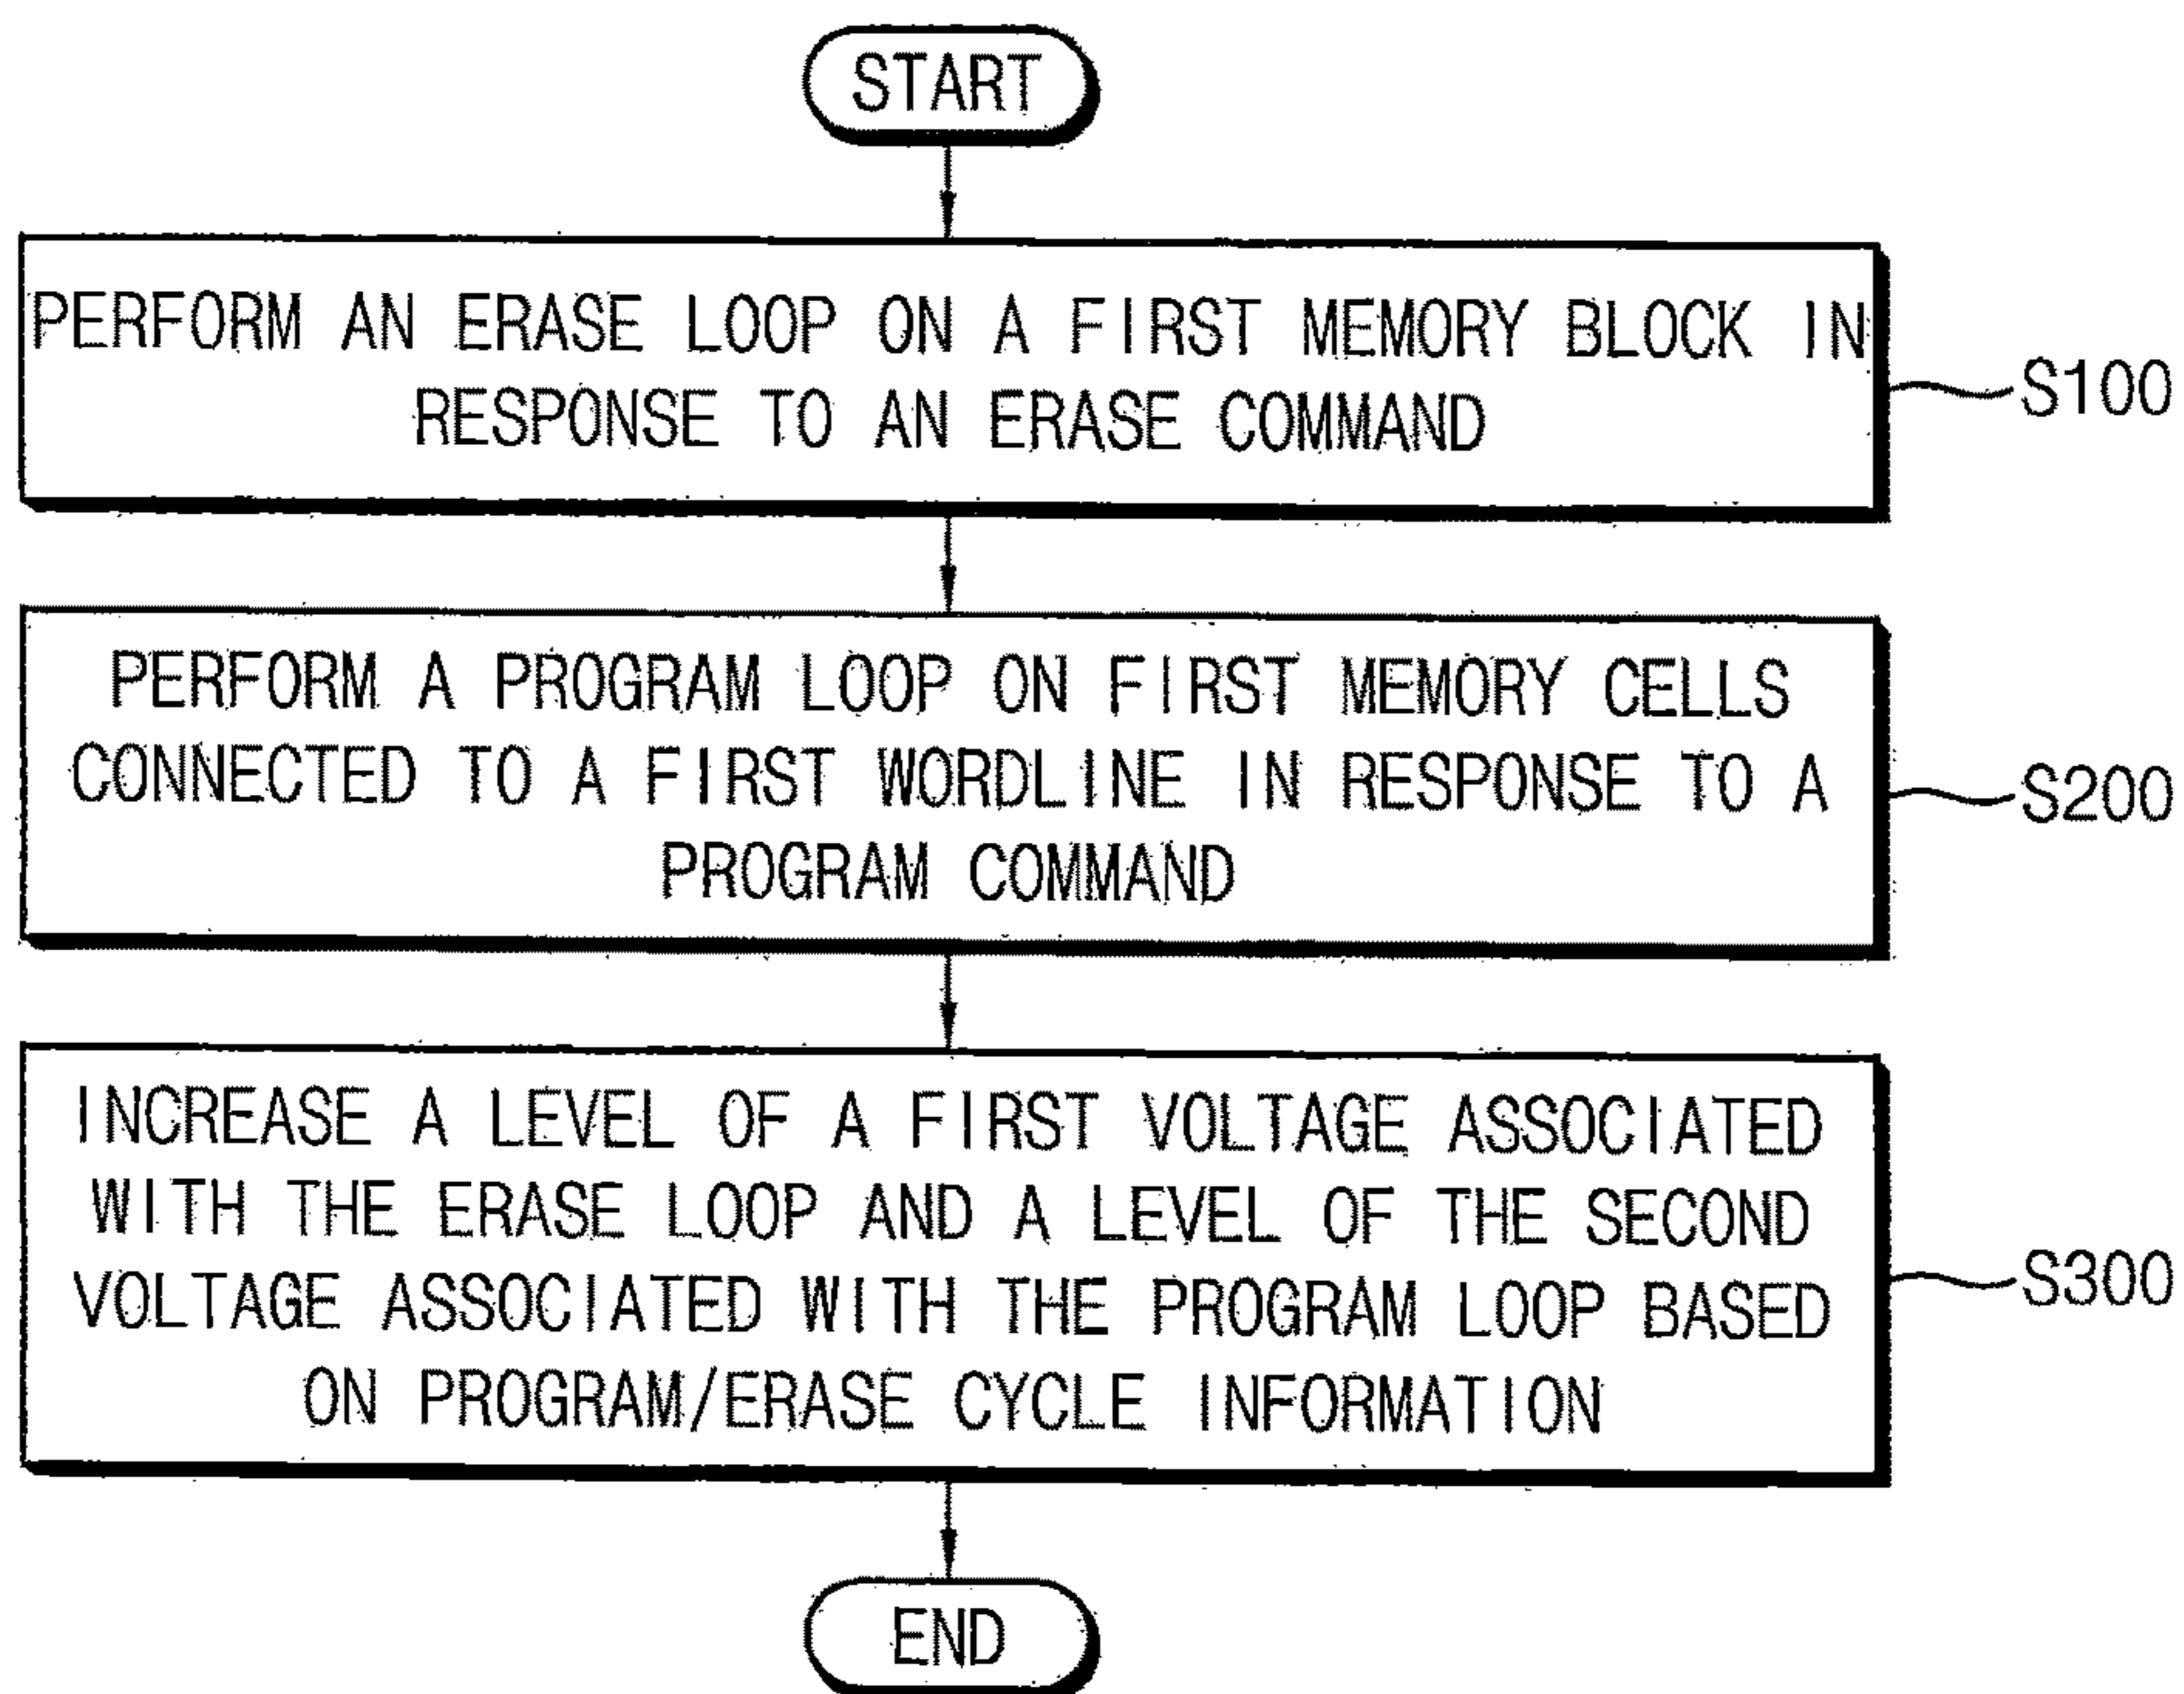 START
PERFORM AN ERASE LOOP ON A FIRST MEMORY BLOCK IN
RESPONSE TO AN ERASE COMMAND
S100
PERFORM A PROGRAM LOOP ON FIRST MEMORY CELLS
CONNECTED TO A FIRST WORDLINE IN RESPONSE TO A
PROGRAM COMMAND
S200
INCREASE A LEVEL OF A FIRST VOLTAGE ASSOCIATED
WITH THE ERASE LOOP AND A LEVEL OF THE SECOND
VOLTAGE ASSOCIATED WITH THE PROGRAM LOOP BASED
ON PROGRAM/ERASE CYCLE INFORMATION
S300
END